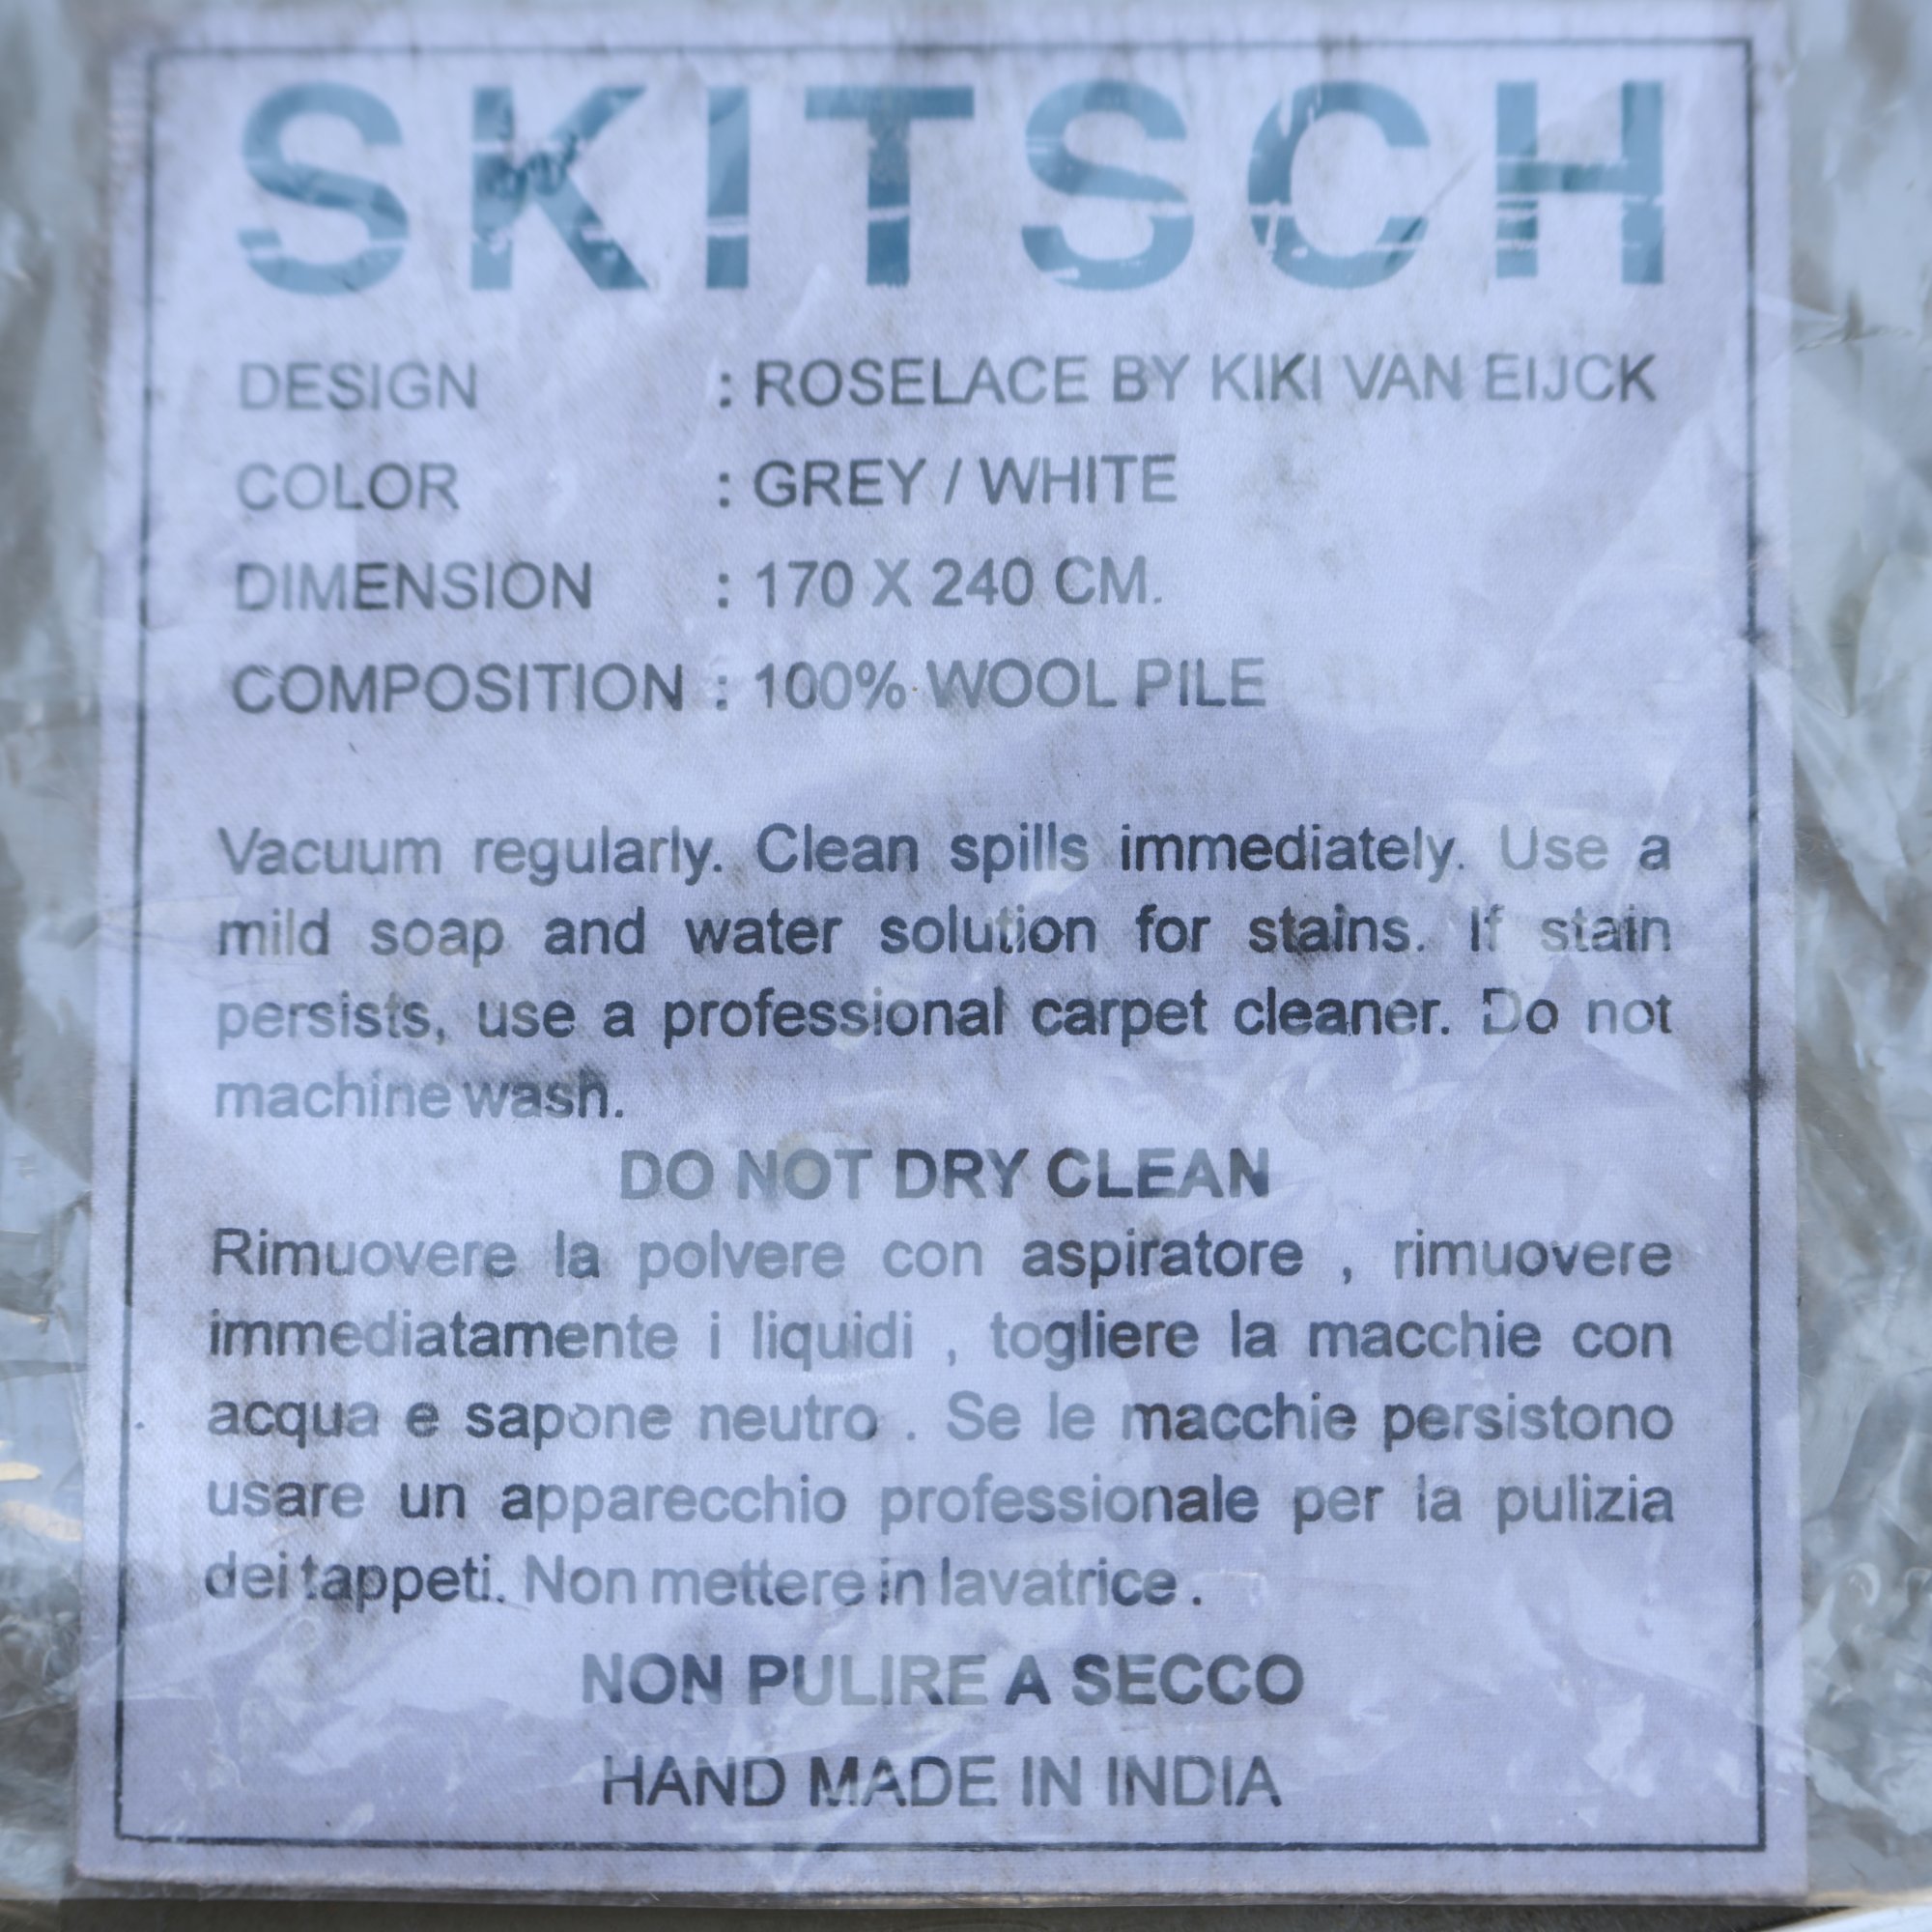 SKITSCH
DESIGN : ROSELACE BY KIKI VAN EIJCK
COLOR : GREY / WHITE
DIMENSION : 170 X 240 CM.
COMPOSITION : 100% WOOL PILE
Vacuum regularly. Clean spills immediately. Use a
mild soap and water solution for stains. If stain
persists, use a professional carpet cleaner. Do not
machine wash.
DO NOT DRY CLEAN
Rimuovere la polvere con aspiratore , rimuovere
immediatamente i liquidi , togliere la macchie con
acqua e sapone neutro . Se le macchie persistono
usare un apparecchio professionale per la pulizia
dei tappeti. Non mettere in lavatrice .
NON PULIRE A SECCO
HAND MADE IN INDIA